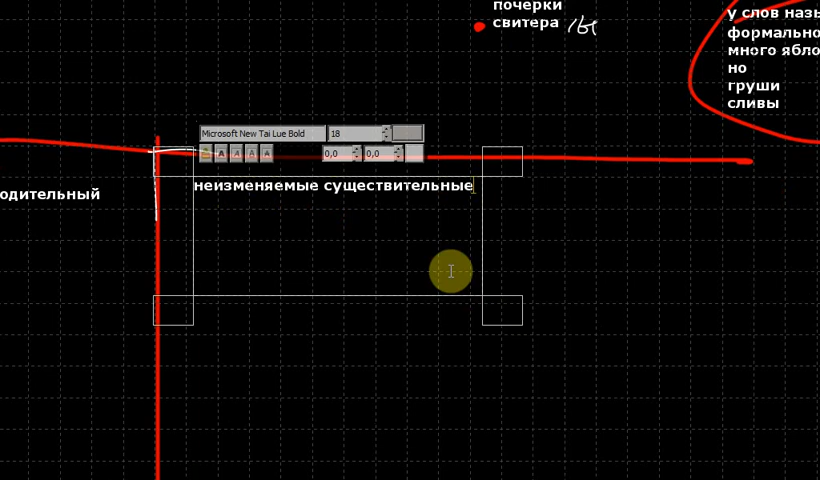 почерки
свитера /ы
у слов назы
формально
много ябло
но
груши
сливы
Microsoft New Tai Lue Bold
18
A A A A A
0,0
0,0
неизменяемые существительные
одительный